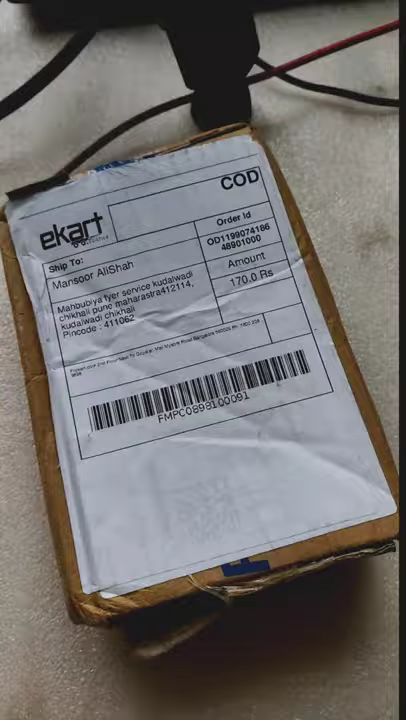 COD
ekart
Ship To:
Mansoor AliShah
Mahbubiya tyer service kudalwadi
chikhali pune maharastra412114,
kudalwadi chikhali
Pincode : 411062
Order Id
OD1199074186
48901000
Amount
170.0 Rs
FMPC0898100091